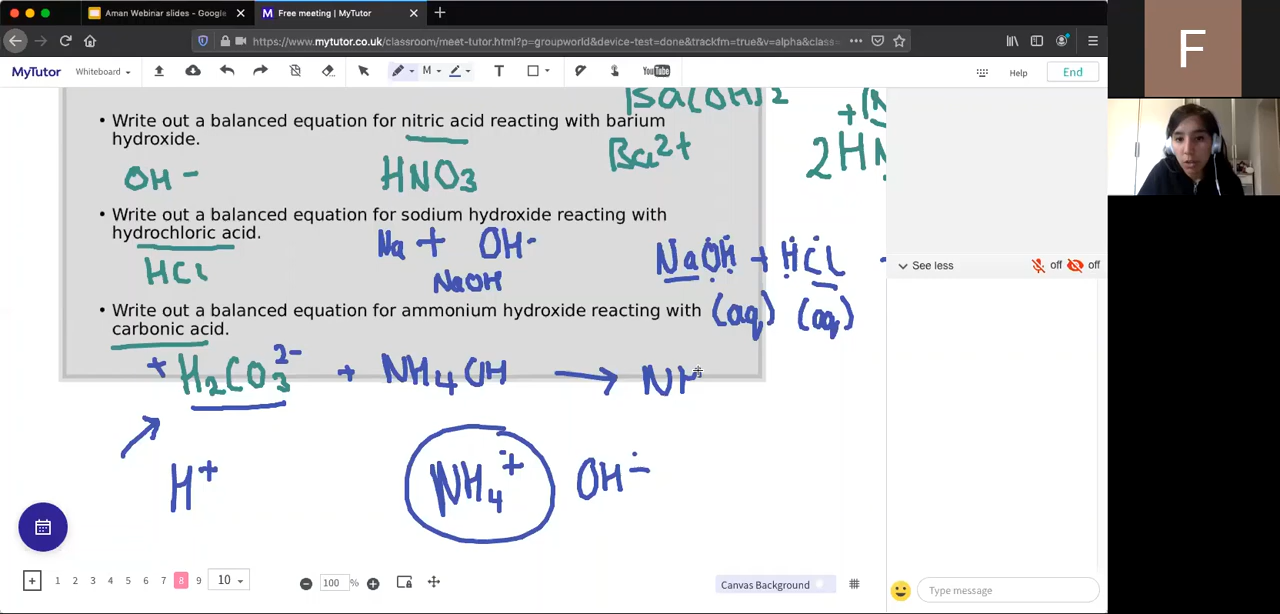 Aman Webinar slides - Google
Free meeting | MyTutor
https://www.mytutor.co.uk/classroom/meet-tutor.html?p=groupworld&device-test=done&trackfm=true&v=alpha&class=
MyTutor
Whiteboard
M
T
YouTube
Help
End
F
Ba(OH)2
Ba2+
2HN
• Write out a balanced equation for nitric acid reacting with barium
hydroxide.
OH -
HNO3
• Write out a balanced equation for sodium hydroxide reacting with
hydrochloric acid.
HCl
Na + OH-
NaOH
NaOH + HCl
(aq) (aq)
• Write out a balanced equation for ammonium hydroxide reacting with
carbonic acid.
+ H2CO3 2- + NH4OH → NH
H+
NH4+ OH-
See less
off
off
1 2 3 4 5 6 7 8 9
10
100 %
Canvas Background
Type message